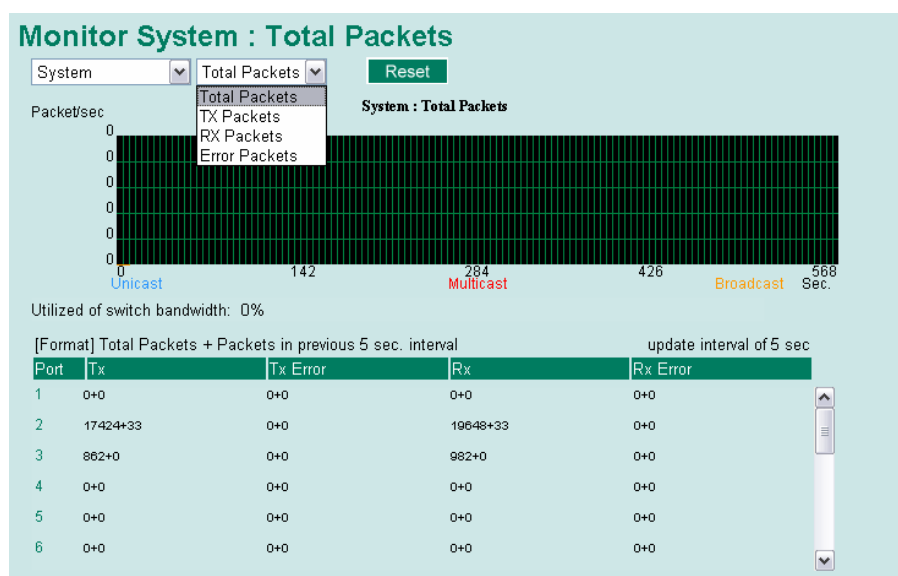 Monitor System : Total Packets
System Total Packets Reset
Total Packets
TX Packets
RX Packets
Error Packets
Packet/sec
System : Total Packets
0
0
0
0
0
0
0 142 284 426 568
Unicast Multicast Broadcast Sec.
Utilized of switch bandwidth: 0%
[Format] Total Packets + Packets in previous 5 sec. interval update interval of 5 sec
Port Tx Tx Error Rx Rx Error
1 0+0 0+0 0+0 0+0
2 17424+33 0+0 19648+33 0+0
3 862+0 0+0 982+0 0+0
4 0+0 0+0 0+0 0+0
5 0+0 0+0 0+0 0+0
6 0+0 0+0 0+0 0+0